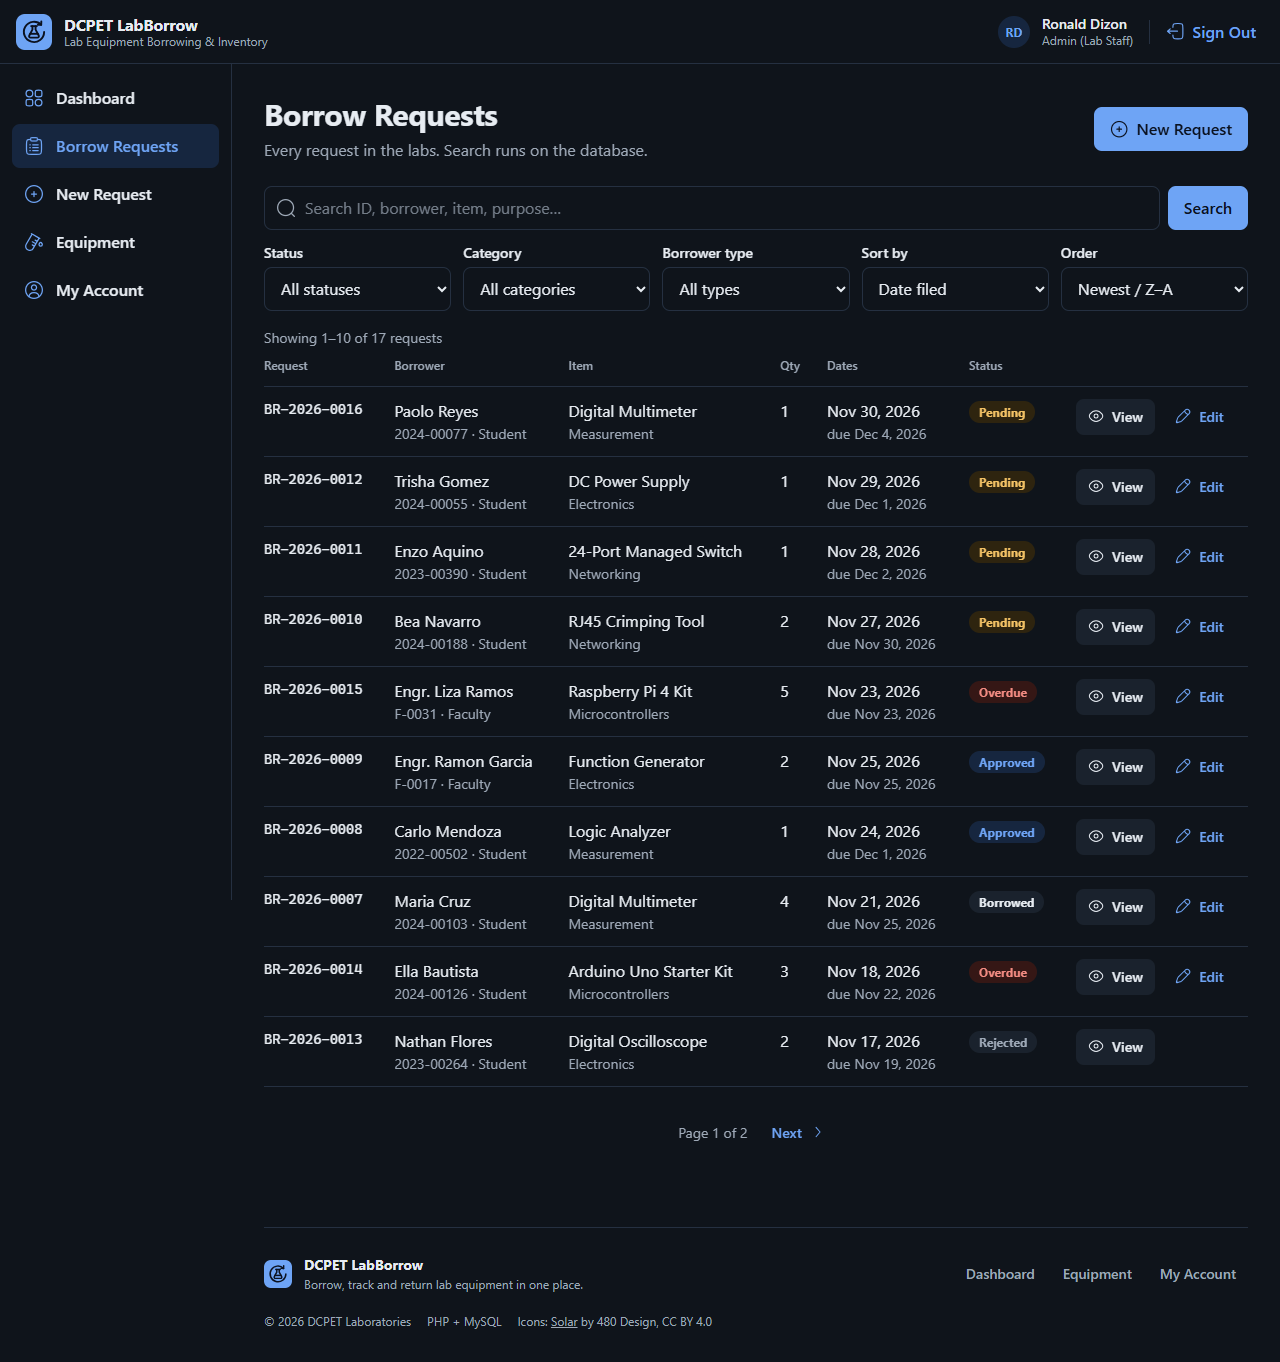 DCPET LabBorrow
Lab Equipment Borrowing & Inventory
RD
Ronald Dizon
Admin (Lab Staff)
Sign Out
Dashboard
Borrow Requests
New Request
Equipment
My Account
Borrow Requests
Every request in the labs. Search runs on the database.
New Request
Search ID, borrower, item, purpose...
Search
Status Category Borrower type Sort by Order
All statuses All categories All types Date filed Newest / Z–A
Showing 1–10 of 17 requests
Request Borrower Item Qty Dates Status
BR-2026-0016 Paolo Reyes Digital Multimeter 1 Nov 30, 2026 Pending View Edit
2024-00077 · Student Measurement due Dec 4, 2026
BR-2026-0012 Trisha Gomez DC Power Supply 1 Nov 29, 2026 Pending View Edit
2024-00055 · Student Electronics due Dec 1, 2026
BR-2026-0011 Enzo Aquino 24-Port Managed Switch 1 Nov 28, 2026 Pending View Edit
2023-00390 · Student Networking due Dec 2, 2026
BR-2026-0010 Bea Navarro RJ45 Crimping Tool 2 Nov 27, 2026 Pending View Edit
2024-00188 · Student Networking due Nov 30, 2026
BR-2026-0015 Engr. Liza Ramos Raspberry Pi 4 Kit 5 Nov 23, 2026 Overdue View Edit
F-0031 · Faculty Microcontrollers due Nov 23, 2026
BR-2026-0009 Engr. Ramon Garcia Function Generator 2 Nov 25, 2026 Approved View Edit
F-0017 · Faculty Electronics due Nov 25, 2026
BR-2026-0008 Carlo Mendoza Logic Analyzer 1 Nov 24, 2026 Approved View Edit
2022-00502 · Student Measurement due Dec 1, 2026
BR-2026-0007 Maria Cruz Digital Multimeter 4 Nov 21, 2026 Borrowed View Edit
2024-00103 · Student Measurement due Nov 25, 2026
BR-2026-0014 Ella Bautista Arduino Uno Starter Kit 3 Nov 18, 2026 Overdue View Edit
2024-00126 · Student Microcontrollers due Nov 22, 2026
BR-2026-0013 Nathan Flores Digital Oscilloscope 2 Nov 17, 2026 Rejected View
2023-00264 · Student Electronics due Nov 19, 2026
Page 1 of 2 Next
DCPET LabBorrow
Borrow, track and return lab equipment in one place.
Dashboard Equipment My Account
© 2026 DCPET Laboratories PHP + MySQL Icons: Solar by 480 Design, CC BY 4.0